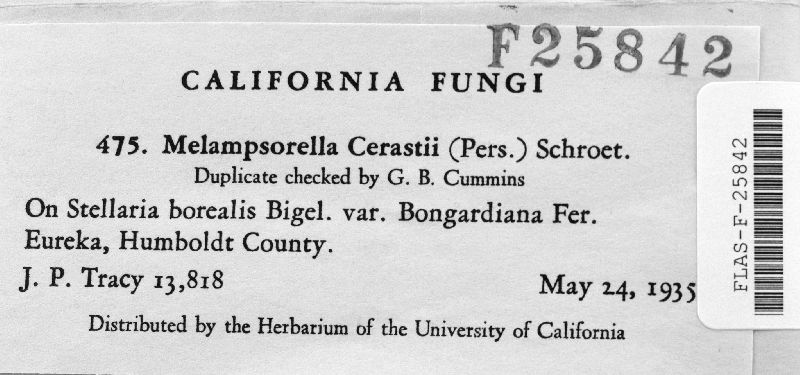 F25842
CALIFORNIA FUNGI
475. Melampsorella Cerastii (Pers.) Schroet.
Duplicate checked by G. B. Cummins
On Stellaria borealis Bigel. var. Bongardiana Fer.
Eureka, Humboldt County.
J. P. Tracy 13,818 May 24, 1935
Distributed by the Herbarium of the University of California
FLAS-F-25842